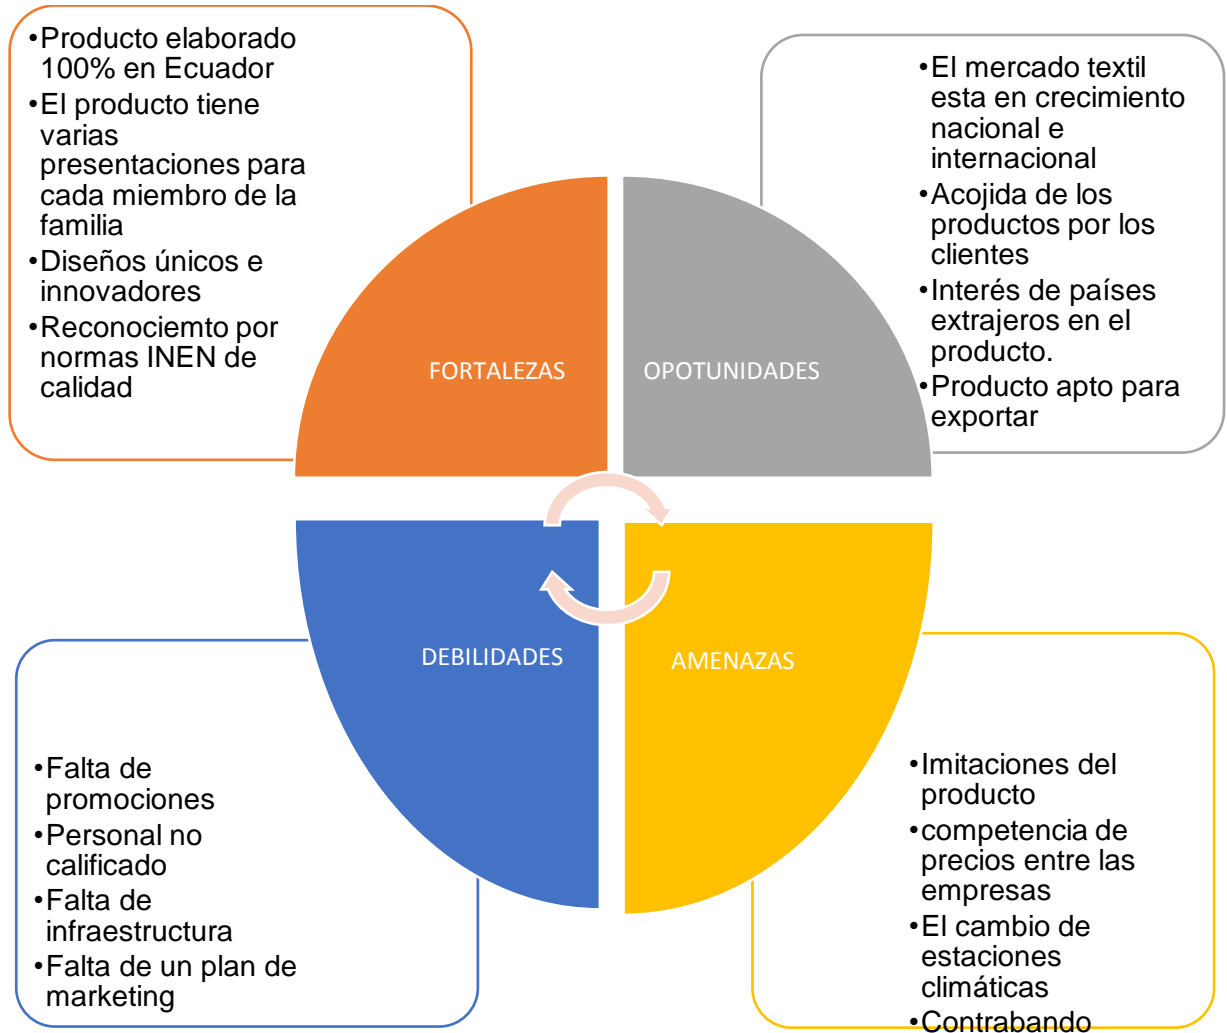 •Producto elaborado
100% en Ecuador
•El producto tiene
varias
presentaciones para
cada miembro de la
familia
•Diseños únicos e
innovadores
•Reconociemto por
normas INEN de
calidad
•El mercado textil
esta en crecimiento
nacional e
internacional
•Acojida de los
productos por los
clientes
•Interés de países
extrajeros en el
producto.
•Producto apto para
exportar
FORTALEZAS
OPOTUNIDADES
DEBILIDADES
AMENAZAS
•Falta de
promociones
•Personal no
calificado
•Falta de
infraestructura
•Falta de un plan de
marketing
•Imitaciones del
producto
•competencia de
precios entre las
empresas
•El cambio de
estaciones
climáticas
•Contrabando